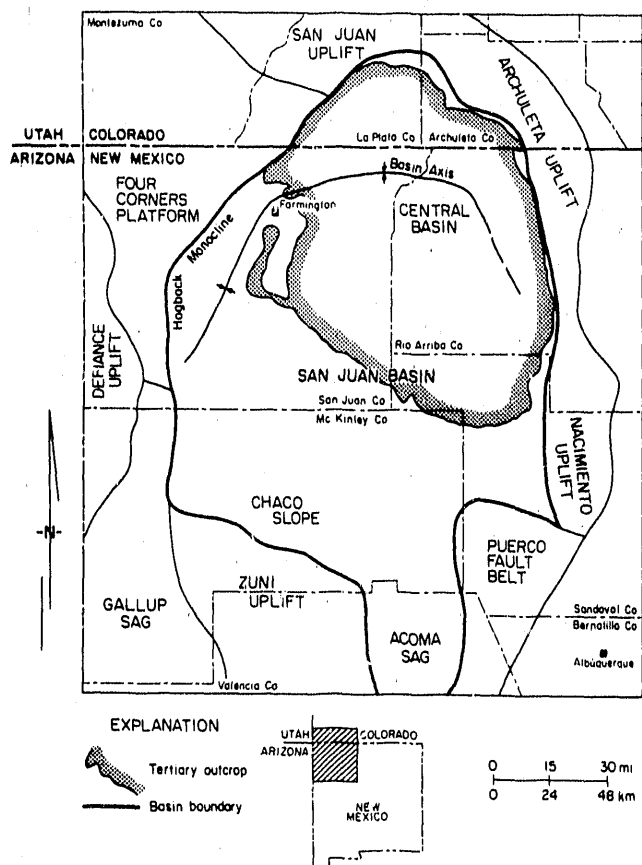 Montezuma Co
SAN JUAN
UPLIFT
ARCHULETA UPLIFT
UTAH COLORADO
ARIZONA NEW MEXICO
La Plata Co Archuleta Co
FOUR
CORNERS
PLATFORM
Basin Axis
Farmington
CENTRAL
BASIN
Hogback Monocline
DEFIANCE
UPLIFT
Rio Arriba Co
SAN JUAN BASIN
San Juan Co
Mc Kinley Co
NACIMIENTO
UPLIFT
-N-
CHACO
SLOPE
PUERCO
FAULT
BELT
ZUNI
UPLIFT
GALLUP
SAG
ACOMA
SAG
Sandoval Co
Bernalillo Co
Albuquerque
Valencia Co
EXPLANATION
Tertiary outcrop
Basin boundary
UTAH COLORADO
ARIZONA
NEW
MEXICO
0 15 30 mi
0 24 48 km